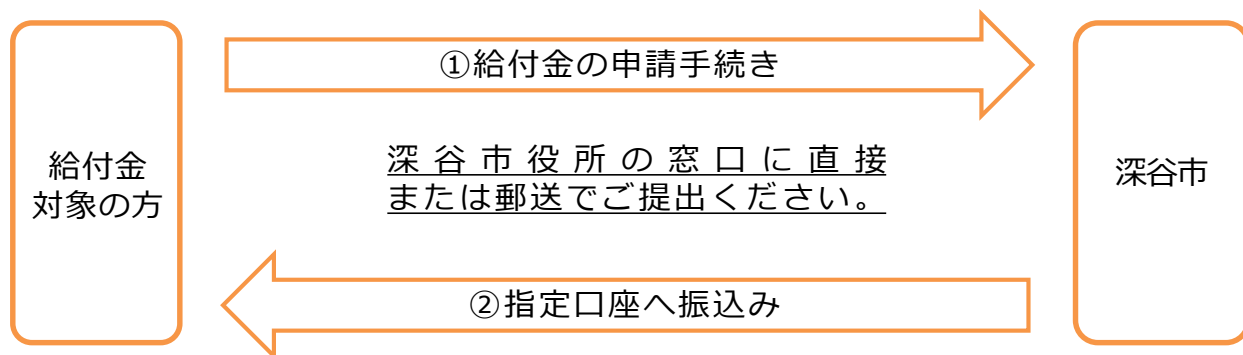 ①給付金の申請手続き
給付金
対象の方
深谷市役所の窓口に直接
または郵送でご提出ください。
深谷市
②指定口座へ振込み